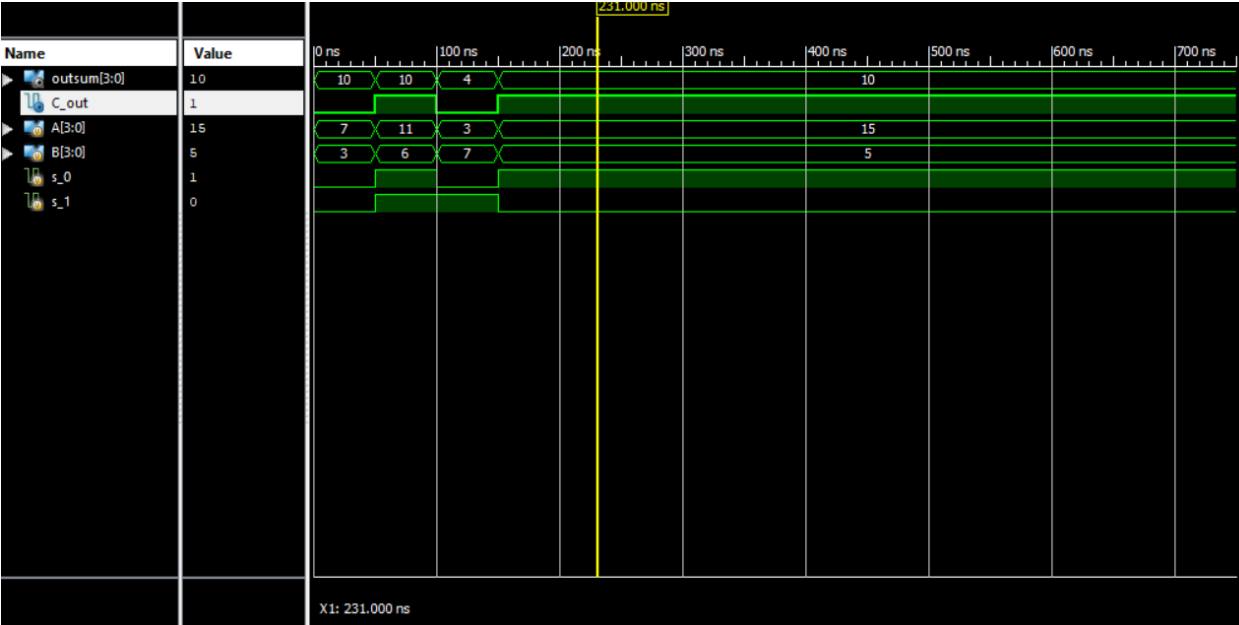 231.000 ns
Name Value 0 ns 100 ns 200 ns 300 ns 400 ns 500 ns 600 ns 700 ns
outsum[3:0] 10 10 10 4 10
C_out 1
A[3:0] 15 7 11 3 15
B[3:0] 5 3 6 7 5
s_0 1
s_1 0
X1: 231.000 ns